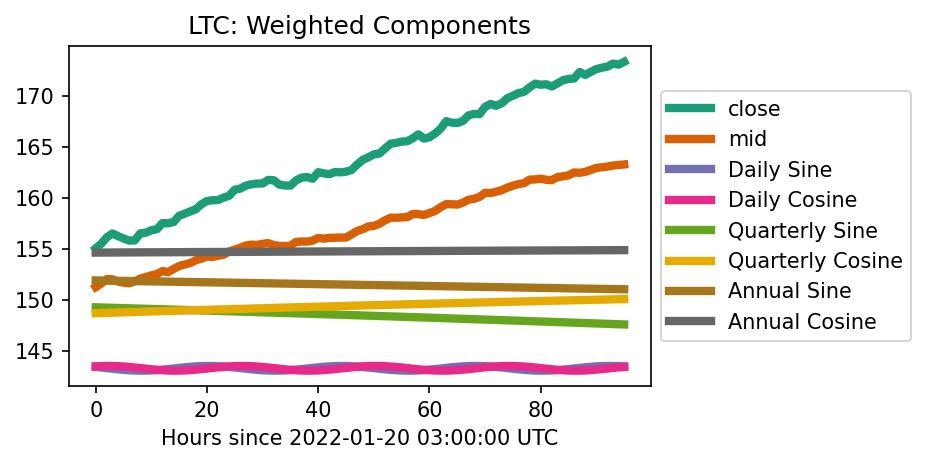 LTC: Weighted Components
170
165
160
155
150
145
0
20
40
60
80
Hours since 2022-01-20 03:00:00 UTC
close
mid
Daily Sine
Daily Cosine
Quarterly Sine
Quarterly Cosine
Annual Sine
Annual Cosine